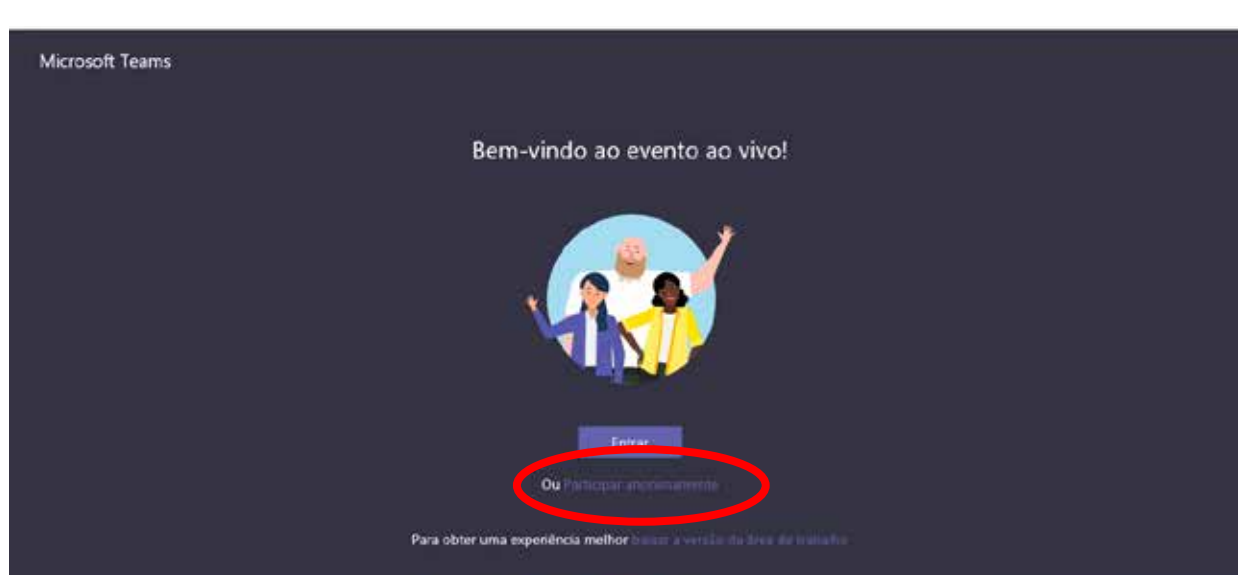 Microsoft Teams
Bem-vindo ao evento ao vivo!
Entrar
Ou Participar anonimamente
Para obter uma experiência melhor baixar a versão da área de trabalho